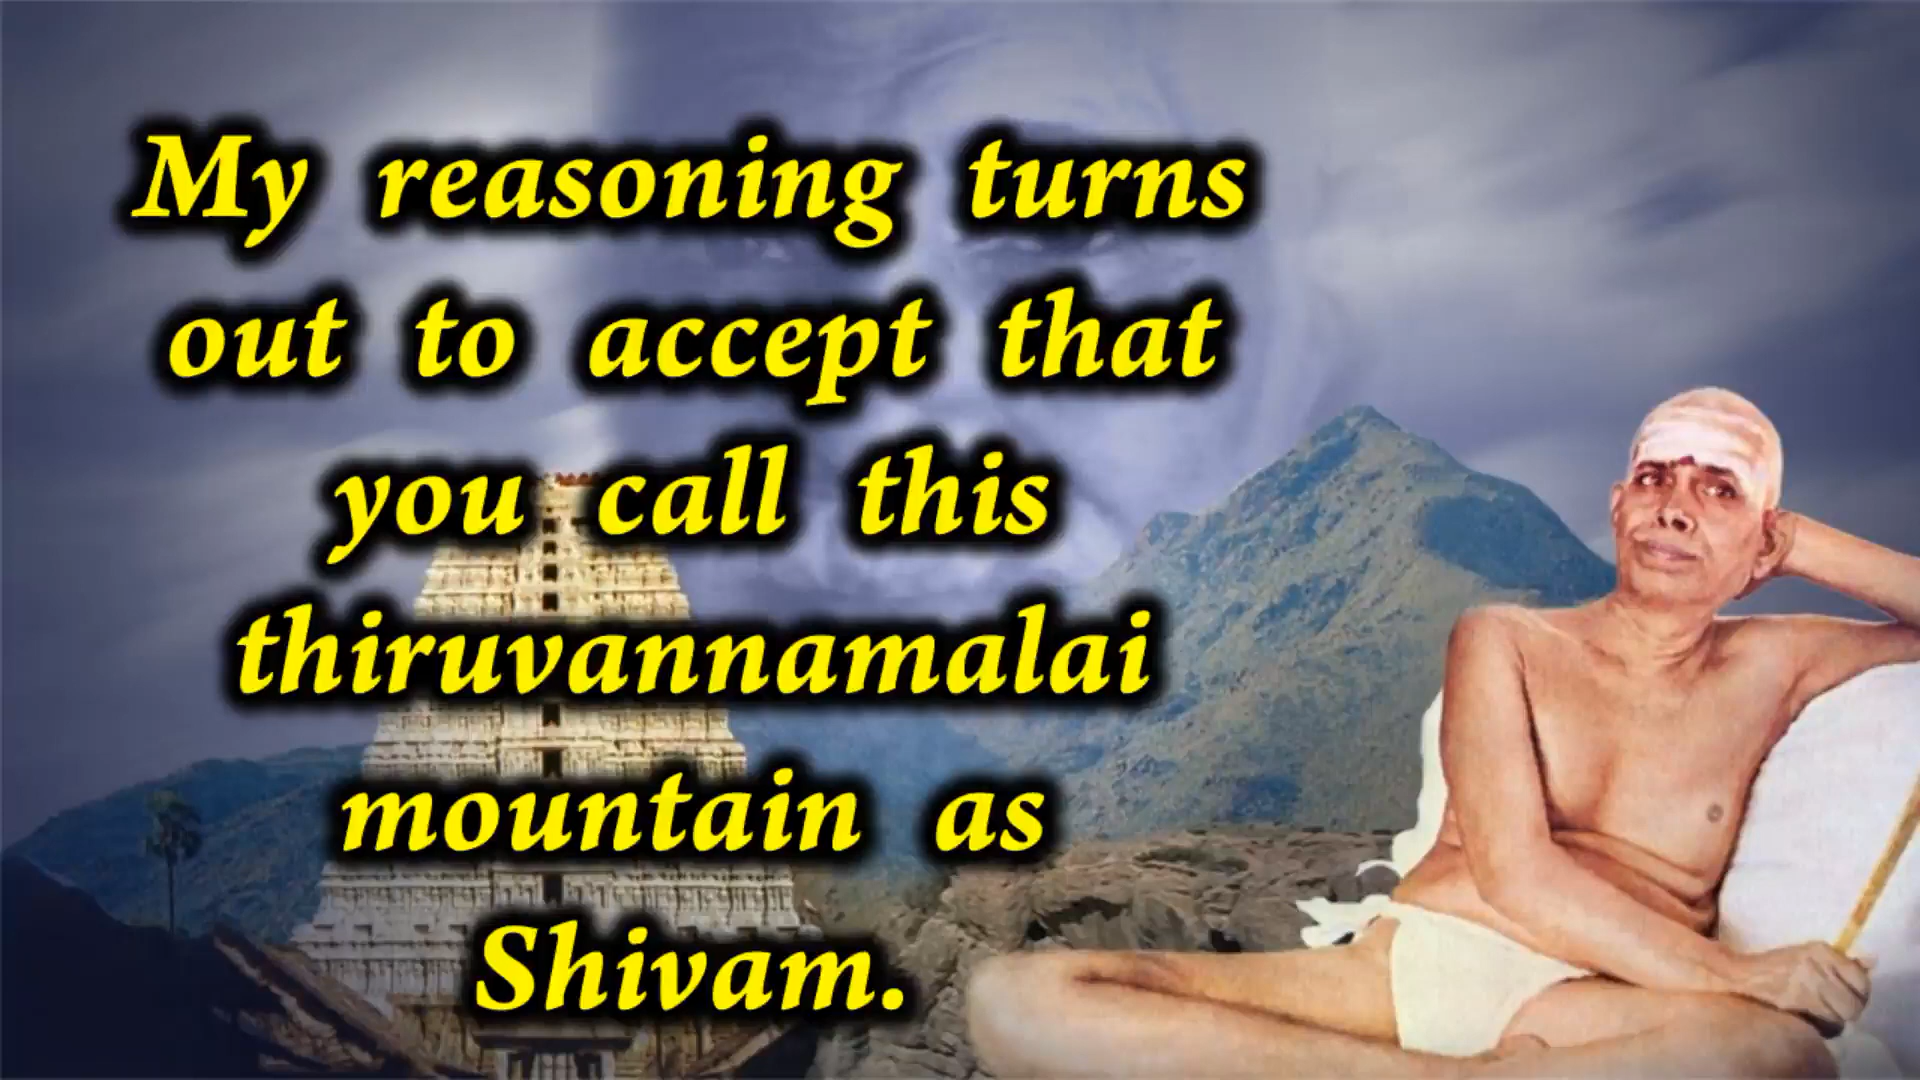 My reasoning turns
out to accept that
you call this
thiruvannamalai
mountain as
Shivam.